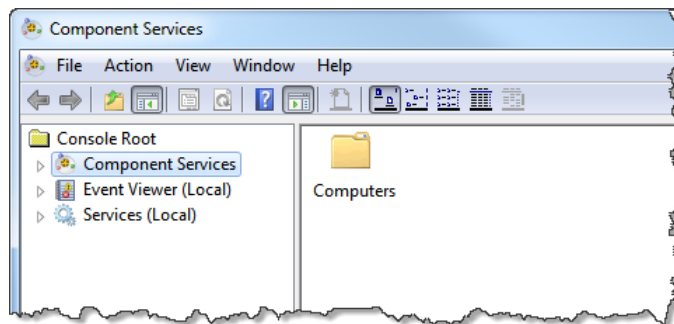 Component Services
File Action View Window Help
Console Root
Component Services
Event Viewer (Local)
Services (Local)
Computers